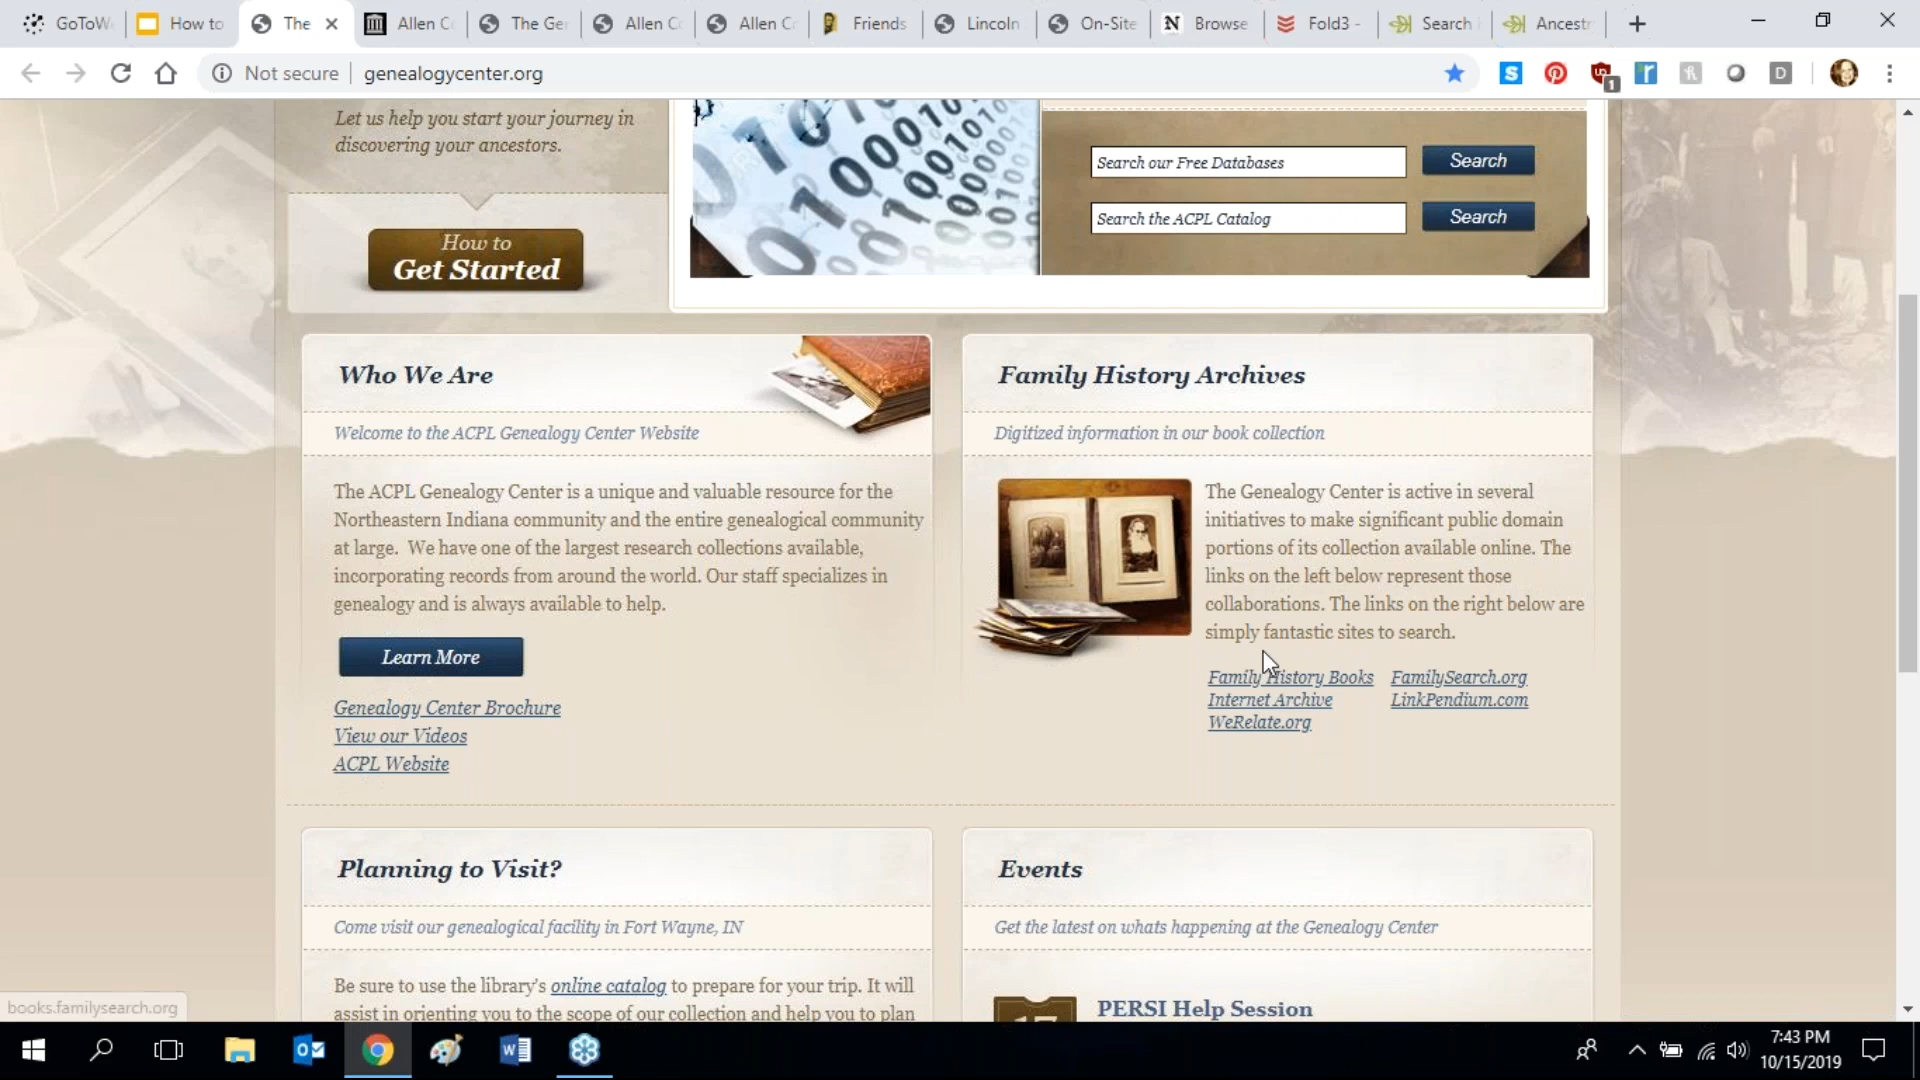 GoToW
How to
The
Allen Co
The Ger
Allen Co
Allen Co
Friends
Lincoln
On-Site
Browse
Fold3 -
Search
Ancestr
Not secure
genealogycenter.org
Let us help you start your journey in
discovering your ancestors.
How to
Get Started
Search our Free Databases
Search
Search the ACPL Catalog
Search
Who We Are
Welcome to the ACPL Genealogy Center Website
The ACPL Genealogy Center is a unique and valuable resource for the
Northeastern Indiana community and the entire genealogical community
at large. We have one of the largest research collections available,
incorporating records from around the world. Our staff specializes in
genealogy and is always available to help.
Learn More
Genealogy Center Brochure
View our Videos
ACPL Website
Family History Archives
Digitized information in our book collection
The Genealogy Center is active in several
initiatives to make significant public domain
portions of its collection available online. The
links on the left below represent those
collaborations. The links on the right below are
simply fantastic sites to search.
Family History Books FamilySearch.org
Internet Archive LinkPendium.com
WeRelate.org
Planning to Visit?
Come visit our genealogical facility in Fort Wayne, IN
Be sure to use the library's online catalog to prepare for your trip. It will
assist in orienting you to the scope of our collection and help you to plan
Events
Get the latest on whats happening at the Genealogy Center
17
PERSI Help Session
books.familysearch.org
7:43 PM
10/15/2019